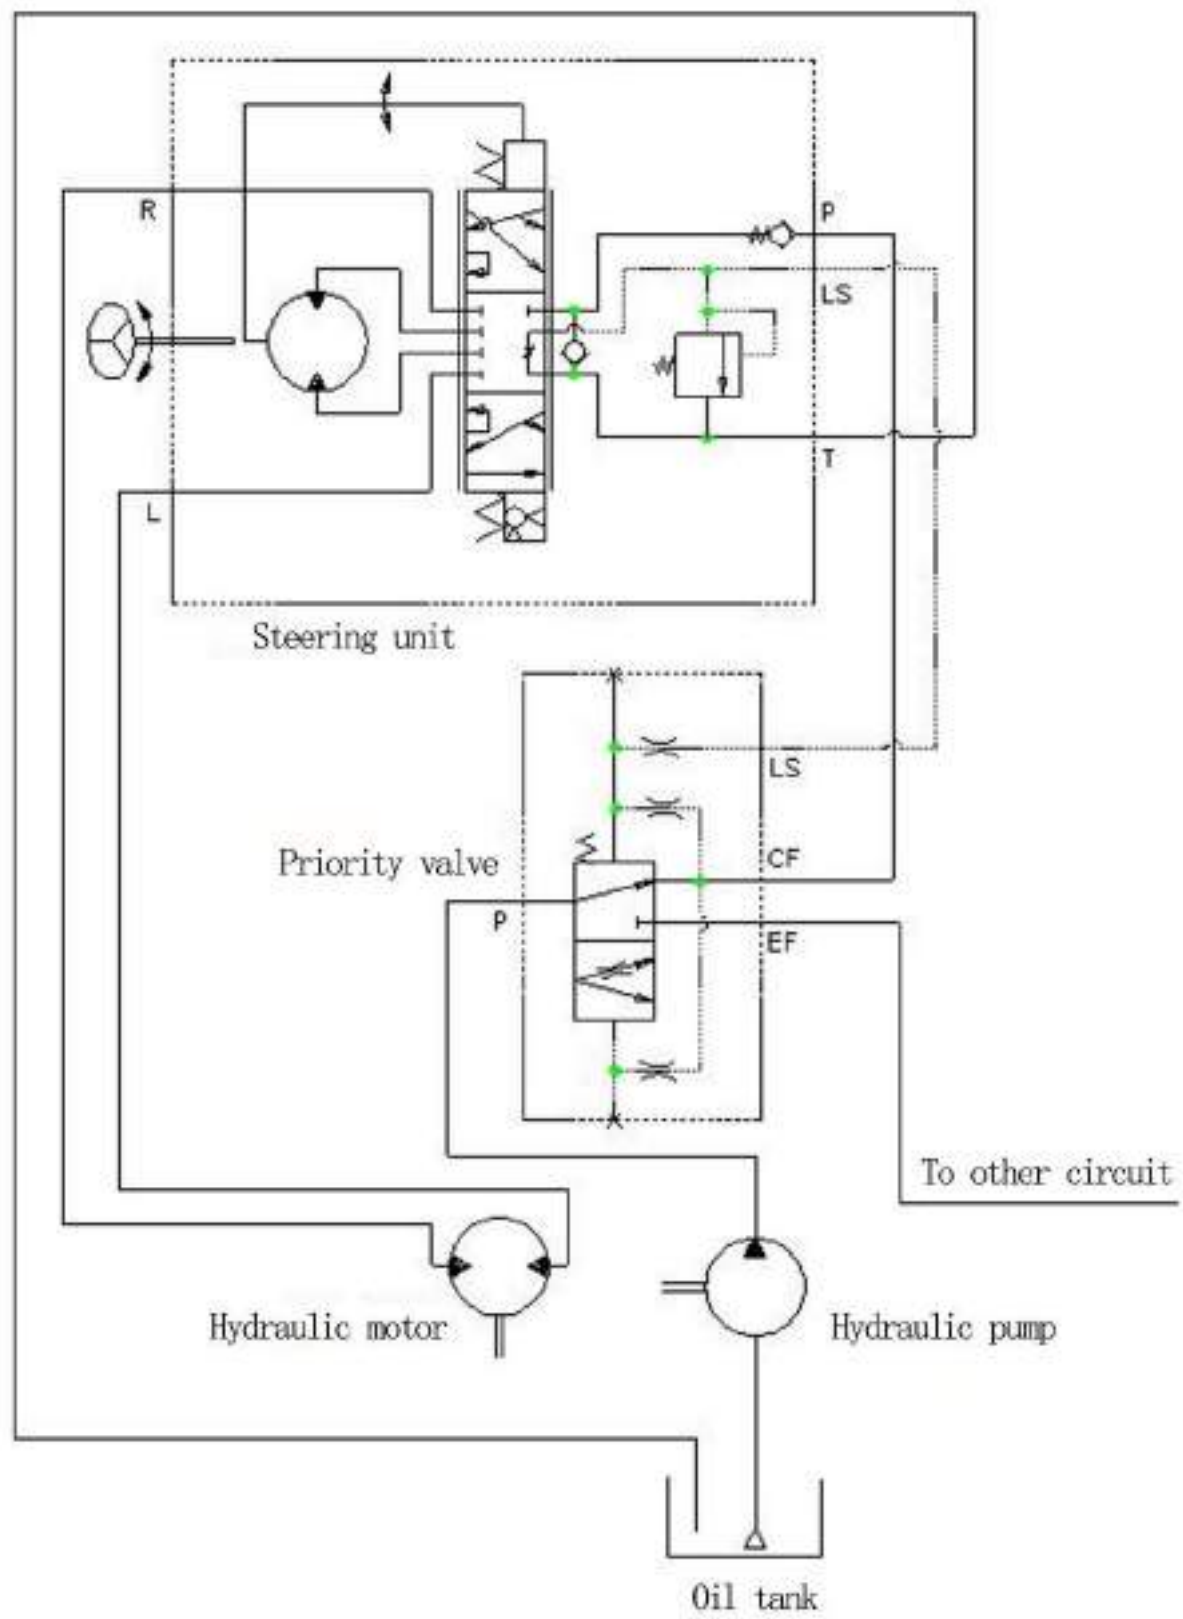 R
P
LS
T
L
Steering unit
LS
Priority valve
CF
P
EF
To other circuit
Hydraulic motor
Hydraulic pump
Oil tank